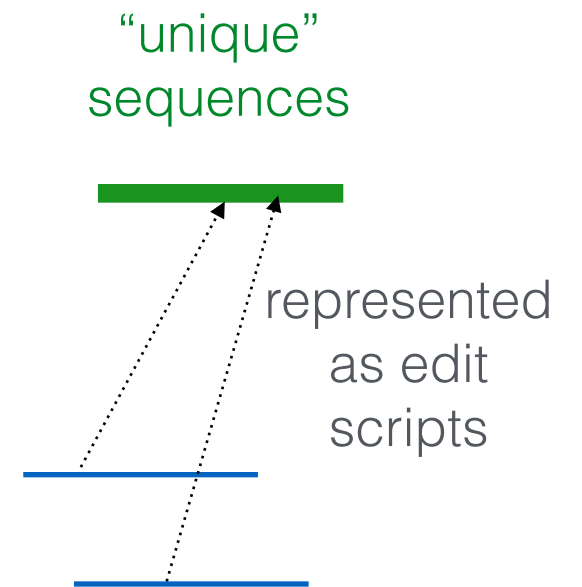 “unique”
sequences
represented
as edit
scripts